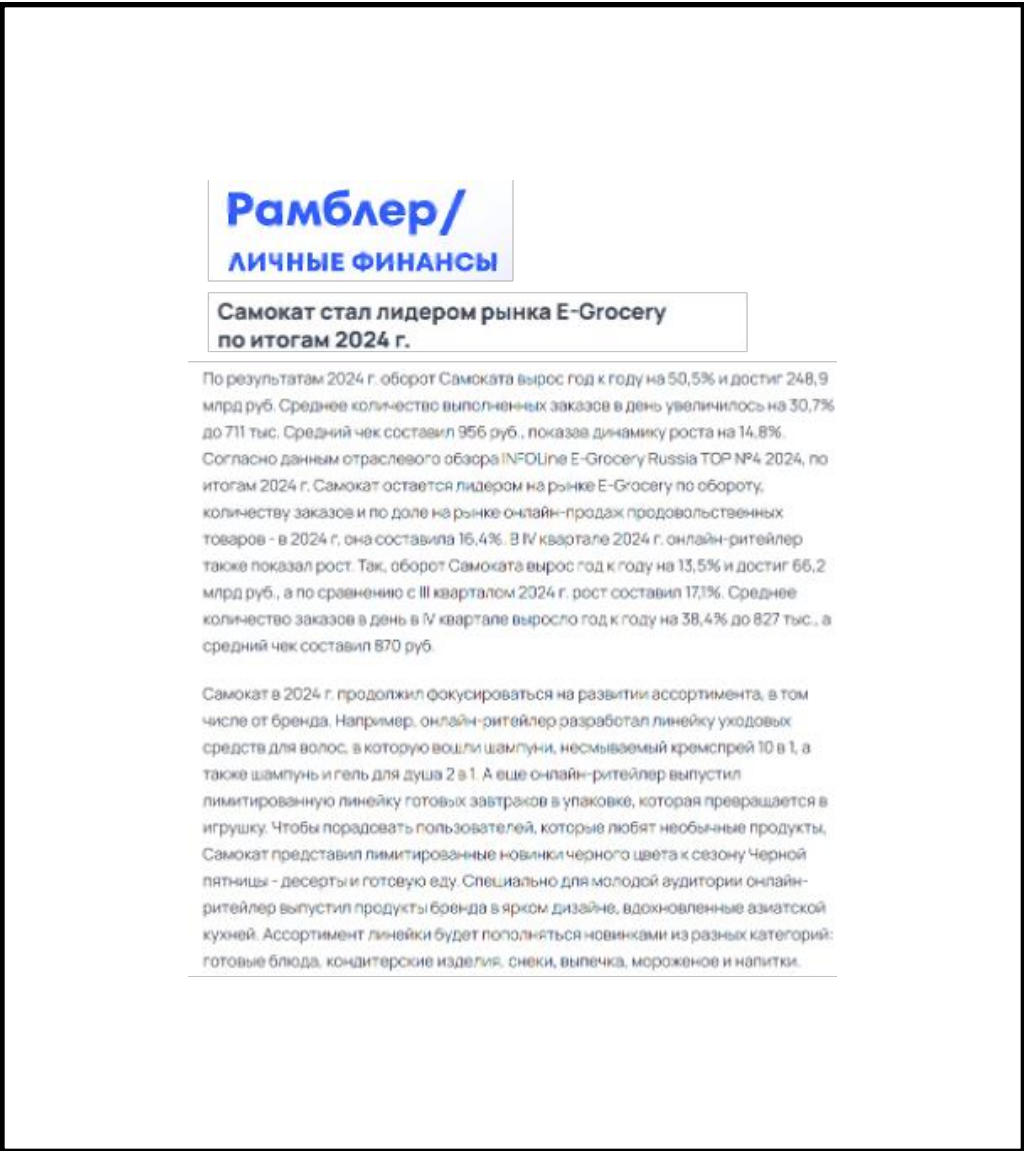 Рамблер/
ЛИЧНЫЕ ФИНАНСЫ
Самокат стал лидером рынка E-Grocery
по итогам 2024 г.
По результатам 2024 г. оборот Самоката вырос год к году на 50,5% и достиг 248,9
млрд руб. Среднее количество выполненных заказов в день увеличилось на 30,7%
до 711 тыс. Средний чек составил 956 руб., показав динамику роста на 14,8%.
Согласно данным отраслевого обзора INFOLine E-Grocery Russia TOP №4 2024, по
итогам 2024 г. Самокат остается лидером на рынке E-Grocery по обороту,
количеству заказов и по доле на рынке онлайн-продаж продовольственных
товаров - в 2024 г. она составила 16,4%. В IV квартале 2024 г. онлайн-ритейлер
также показал рост. Так, оборот Самоката вырос год к году на 13,5% и достиг 66,2
млрд руб., а по сравнению с III кварталом 2024 г. рост составил 17,1%. Среднее
количество заказов в день в IV квартале выросло год к году на 38,4% до 827 тыс., а
средний чек составил 870 руб.
Самокат в 2024 г. продолжил фокусироваться на развитии ассортимента, в том
числе от бренда. Например, онлайн-ритейлер разработал линейку уходовых
средств для волос, в которую вошли шампуни, несмываемый кремспрей 10 в 1, а
также шампунь и гель для душа 2 в 1. А еще онлайн-ритейлер выпустил
лимитированную линейку готовых завтраков в упаковке, которая превращается в
игрушку. Чтобы порадовать пользователей, которые любят необычные продукты,
Самокат представил лимитированные новинки черного цвета к сезону Черной
пятницы - десерты и готовую еду. Специально для молодой аудитории онлайн-
ритейлер выпустил продукты бренда в ярком дизайне, вдохновленные азиатской
кухней. Ассортимент линейки будет пополняться новинками из разных категорий:
готовые блюда, кондитерские изделия, снеки, выпечка, мороженое и напитки.